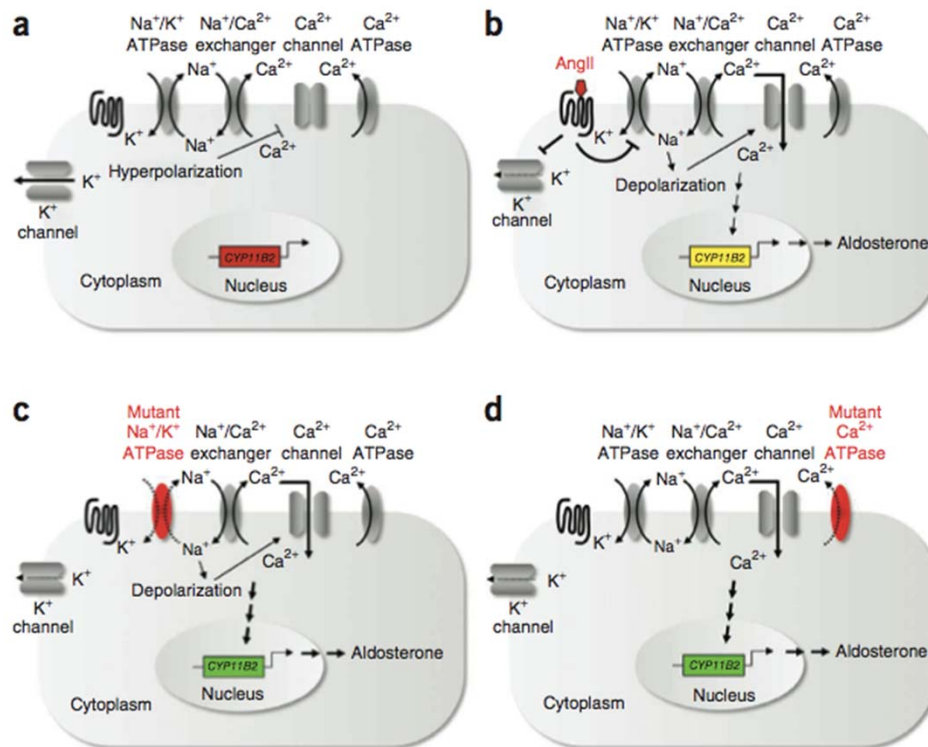 a
Na⁺/K⁺ Na⁺/Ca²⁺ Ca²⁺ Ca²⁺
ATPase exchanger channel ATPase
Na⁺ Ca²⁺ Ca²⁺
K⁺ Na⁺ Ca²⁺
Hyperpolarization
K⁺
K⁺
channel
CYP11B2
Cytoplasm Nucleus
b
Na⁺/K⁺ Na⁺/Ca²⁺ Ca²⁺ Ca²⁺
ATPase exchanger channel ATPase
AngII
Na⁺ Ca²⁺ Ca²⁺
K⁺ Na⁺ Ca²⁺
Depolarization
K⁺
K⁺
channel
Aldosterone
CYP11B2
Cytoplasm Nucleus
c
Mutant
Na⁺/K⁺ Na⁺/Ca²⁺ Ca²⁺ Ca²⁺
ATPase exchanger channel ATPase
Na⁺ Ca²⁺ Ca²⁺
K⁺ Na⁺ Ca²⁺
Depolarization
K⁺
K⁺
channel
Aldosterone
CYP11B2
Cytoplasm Nucleus
d
Mutant
Na⁺/K⁺ Na⁺/Ca²⁺ Ca²⁺ Ca²⁺
ATPase exchanger channel ATPase
Na⁺ Ca²⁺ Ca²⁺
K⁺ Na⁺ Ca²⁺
K⁺
K⁺
channel
Aldosterone
CYP11B2
Cytoplasm Nucleus